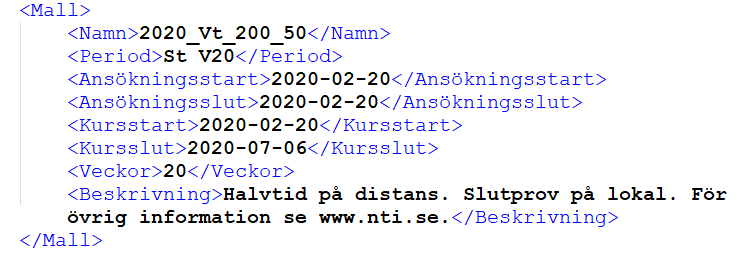 <Mall>
<Namn>2020_Vt_200_50</Namn>
<Period>St V20</Period>
<Ansökningsstart>2020-02-20</Ansökningsstart>
<Ansökningsslut>2020-02-20</Ansökningsslut>
<Kursstart>2020-02-20</Kursstart>
<Kursslut>2020-07-06</Kursslut>
<Veckor>20</Veckor>
<Beskrivning>Halvtid på distans. Slutprov på lokal. För
övrig information se www.nti.se.</Beskrivning>
</Mall>